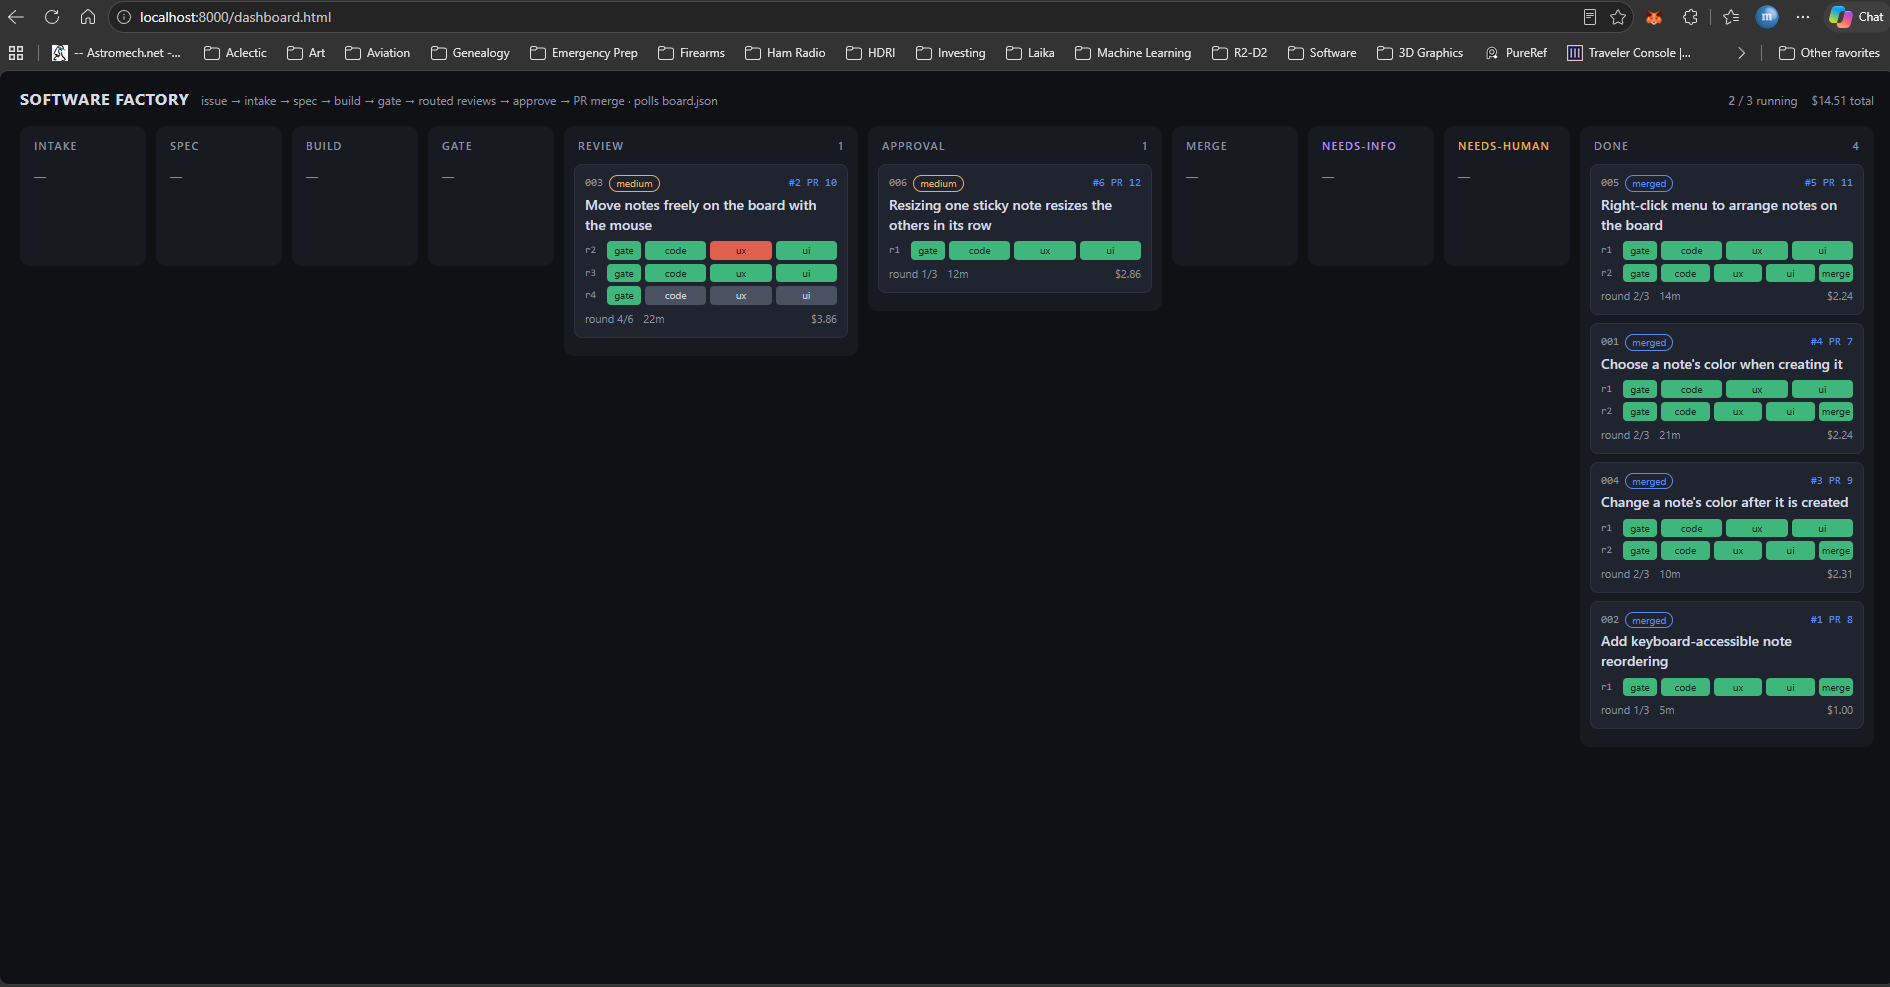 localhost:8000/dashboard.html
m
Chat
-- Astromech.net -...
Aclectic
Art
Aviation
Genealogy
Emergency Prep
Firearms
Ham Radio
HDRI
Investing
Laika
Machine Learning
R2-D2
Software
3D Graphics
PureRef
Traveler Console |...
Other favorites
SOFTWARE FACTORY issue → intake → spec → build → gate → routed reviews → approve → PR merge · polls board.json
2 / 3 running $14.51 total
INTAKE
—
SPEC
—
BUILD
—
GATE
—
REVIEW 1
003 medium #2 PR 10
Move notes freely on the board with
the mouse
r2 gate code ux ui
r3 gate code ux ui
r4 gate code ux ui
round 4/6 22m $3.86
APPROVAL 1
006 medium #6 PR 12
Resizing one sticky note resizes the
others in its row
r1 gate code ux ui
round 1/3 12m $2.86
MERGE
—
NEEDS-INFO
—
NEEDS-HUMAN
—
DONE 4
005 merged #5 PR 11
Right-click menu to arrange notes on
the board
r1 gate code ux ui
r2 gate code ux ui merge
round 2/3 14m $2.24
001 merged #4 PR 7
Choose a note's color when creating it
r1 gate code ux ui
r2 gate code ux ui merge
round 2/3 21m $2.24
004 merged #3 PR 9
Change a note's color after it is created
r1 gate code ux ui
r2 gate code ux ui merge
round 2/3 10m $2.31
002 merged #1 PR 8
Add keyboard-accessible note
reordering
r1 gate code ux ui merge
round 1/3 5m $1.00